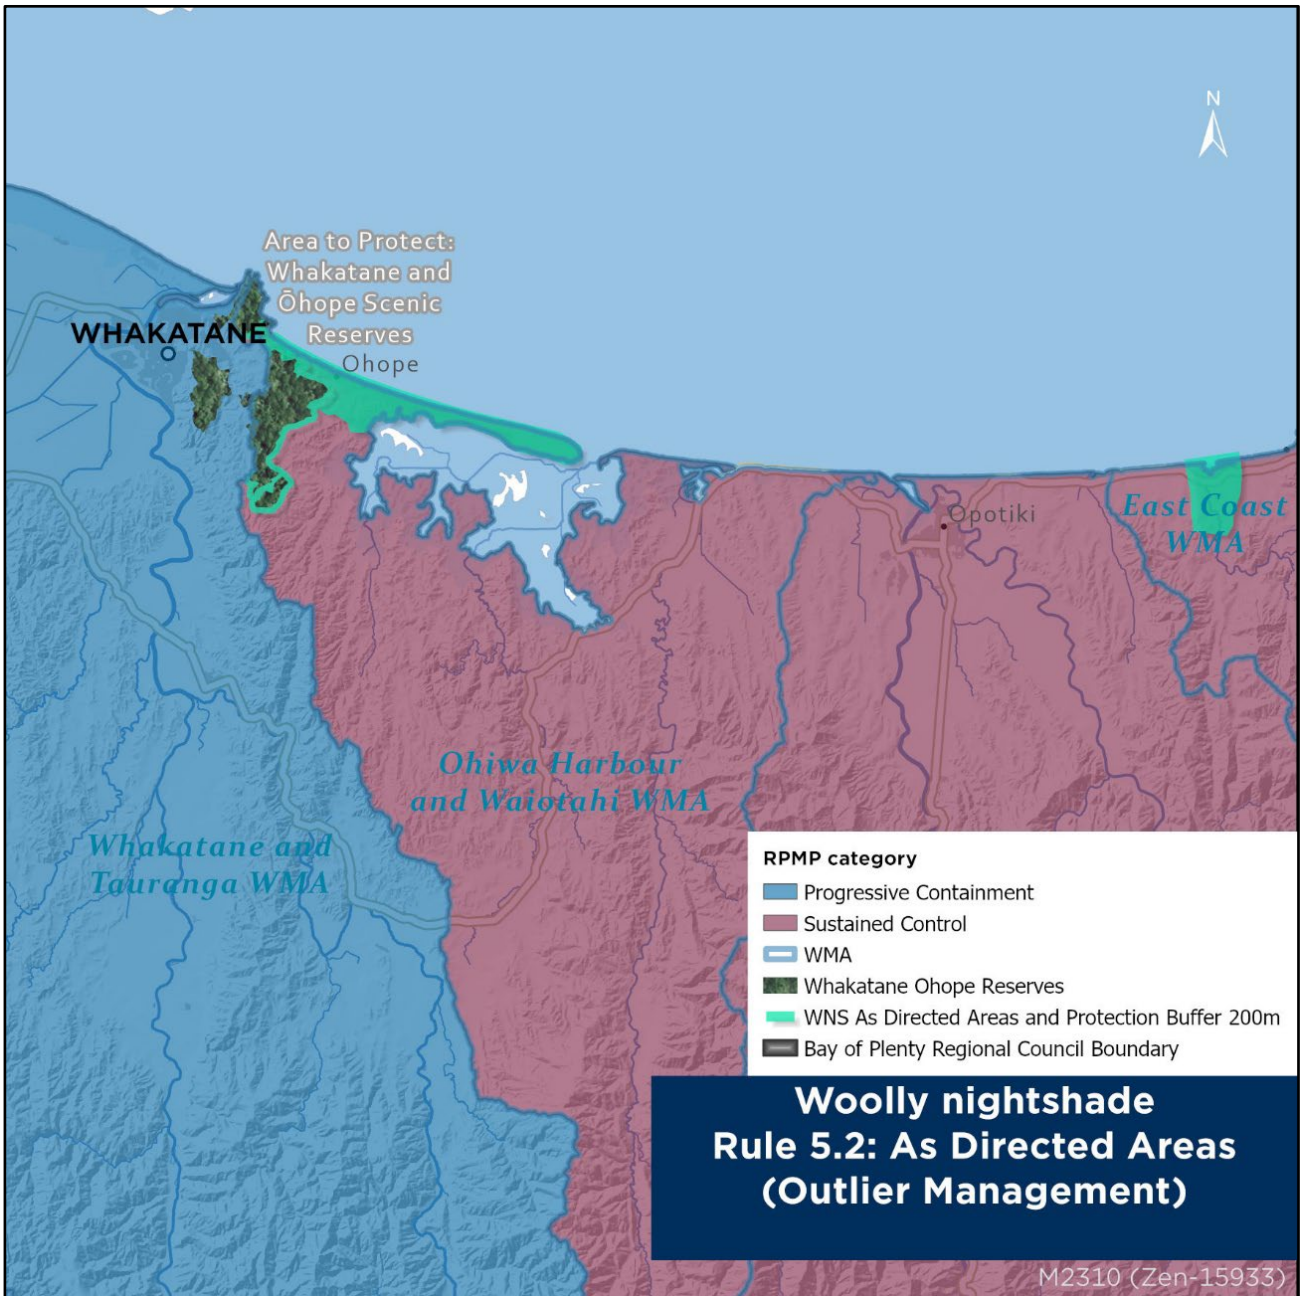 N
Area to Protect:
Whakatane and
Ōhope Scenic
Reserves
WHAKATANE
Ohope
Opotiki
East Coast
WMA
Ohiwa Harbour
and Waiotahi WMA
Whakatane and
Tauranga WMA
RPMP category
Progressive Containment
Sustained Control
WMA
Whakatane Ohope Reserves
WNS As Directed Areas and Protection Buffer 200m
Bay of Plenty Regional Council Boundary
Woolly nightshade
Rule 5.2: As Directed Areas
(Outlier Management)
M2310 (Zen-15933)